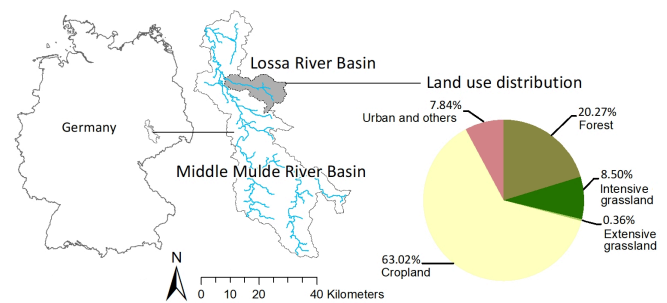 Lossa River Basin
Land use distribution
Germany
Middle Mulde River Basin
7.84%
Urban and others
20.27%
Forest
8.50%
Intensive
grassland
0.36%
Extensive
grassland
63.02%
Cropland
N
0 10 20 40 Kilometers